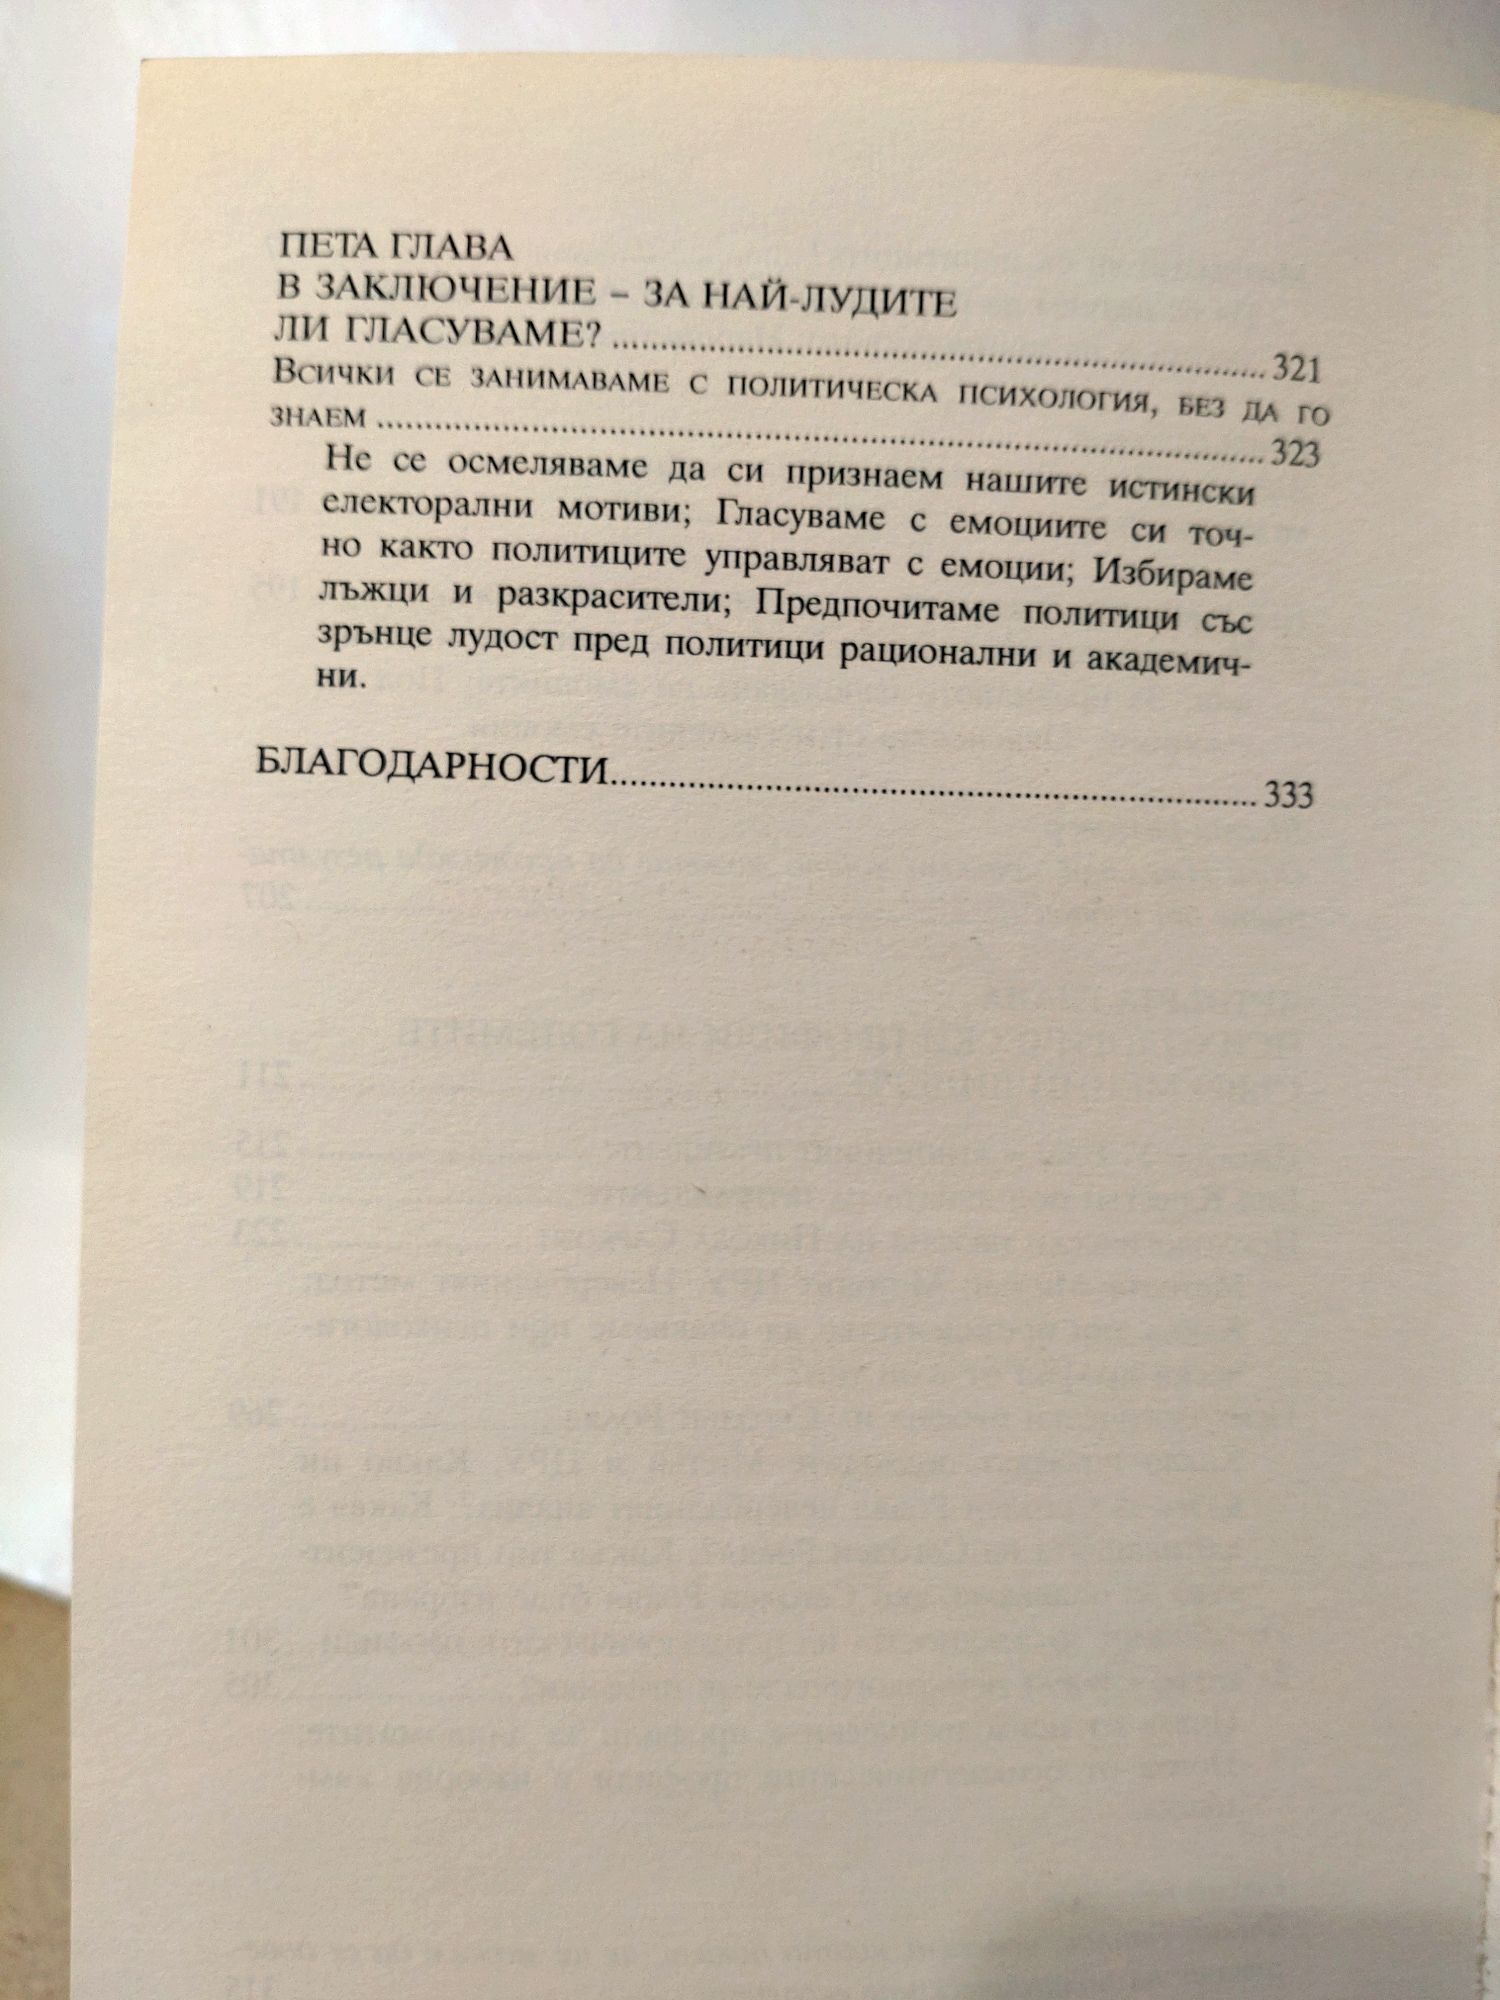 ПЕТА ГЛАВА
В ЗАКЛЮЧЕНИЕ – ЗА НАЙ-ЛУДИТЕ
ЛИ ГЛАСУВАМЕ? ........................................................................ 321
Всички се занимаваме с политическа психология, без да го
знаем .................................................................................................. 323
Не се осмеляваме да си признаем нашите истински
електорални мотиви; Гласуваме с емоциите си точ-
но както политиците управляват с емоции; Избираме
лъжци и разкрасители; Предпочитаме политици със
зрънце лудост пред политици рационални и академич-
ни.
БЛАГОДАРНОСТИ........................................................................ 333